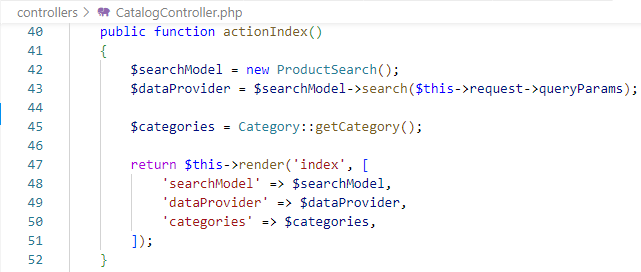 controllers > CatalogController.php
40 public function actionIndex()
41 {
42 $searchModel = new ProductSearch();
43 $dataProvider = $searchModel->search($this->request->queryParams);
44
45 $categories = Category::getCategory();
46
47 return $this->render('index', [
48 'searchModel' => $searchModel,
49 'dataProvider' => $dataProvider,
50 'categories' => $categories,
51 ]);
52 }